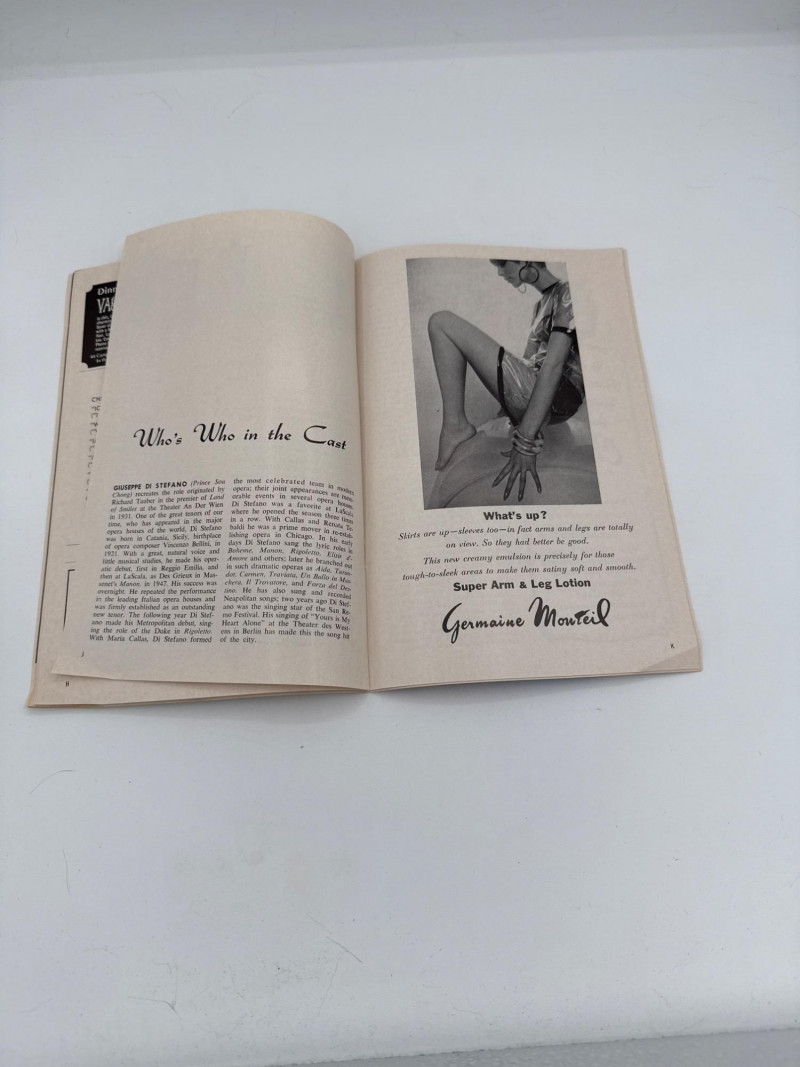 Dinn
Who's Who in the Cast
GIUSEPPE DI STEFANO (Prince Sou
Chong) recreates the role originated by
Richard Tauber in the premier of Land
of Smiles at the Theater An Der Wien
in 1931. One of the great tenors of our
time, who has appeared in the major
opera houses of the world, Di Stefano
was born in Catania, Sicily, birthplace
of opera composer Vincenzo Bellini, in
1921. With a great, natural voice and
little musical studies, he made his oper-
atic debut, first in Reggio Emilia, and
then at LaScala, as Des Grieux in Mas-
senet's Manon, in 1947. His success was
overnight. He repeated the performance
in the leading Italian opera houses and
was firmly established as an outstanding
new tenor. The following year Di Stef-
ano made his Metropolitan debut, sing-
ing the role of the Duke in Rigoletto.
With Maria Callas, Di Stefano formed
the most celebrated team in modern
opera; their joint appearances are mem-
orable events in several opera houses.
Di Stefano was a favorite at LaScala
where he opened the season three times
in a row. With Callas and Renata Te-
baldi he was a prime mover in re-estab-
lishing opera in Chicago. In his early
days Di Stefano sang the lyric roles in
Boheme, Manon, Rigoletto, Elisir d'-
Amore and others; later he branched out
in such dramatic operas as Aida, Turan-
dot, Carmen, Traviata, Un Ballo in Mas-
chera, Il Trovatore, and Forza del Des-
tino. He has also sung and recorded
Neapolitan songs; two years ago Di Stef-
ano was the singing star of the San Re-
mo Festival. His singing of "Yours is My
Heart Alone" at the Theater des West-
ens in Berlin has made this the song hit
of the city.
J
H
What's up?
Skirts are up—sleeves too—in fact arms and legs are totally
on view. So they had better be good.
This new creamy emulsion is precisely for those
tough-to-sleek areas to make them satiny soft and smooth.
Super Arm & Leg Lotion
Germaine Monteil
K